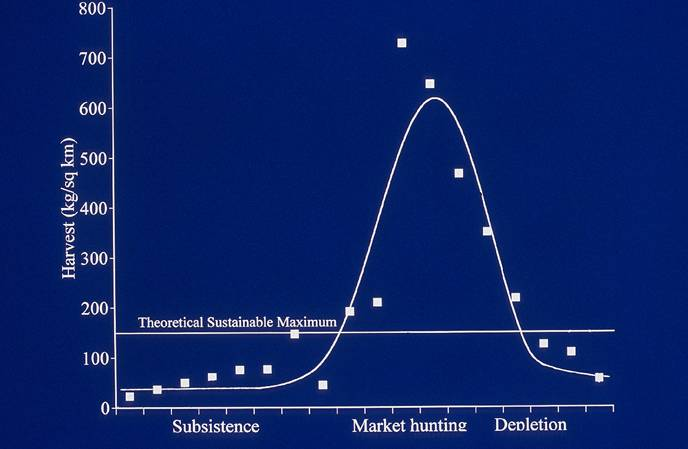 800
700
600
500
400
300
200
100
0
Harvest (kg/sq km)
Theoretical Sustainable Maximum
Subsistence
Market hunting
Depletion